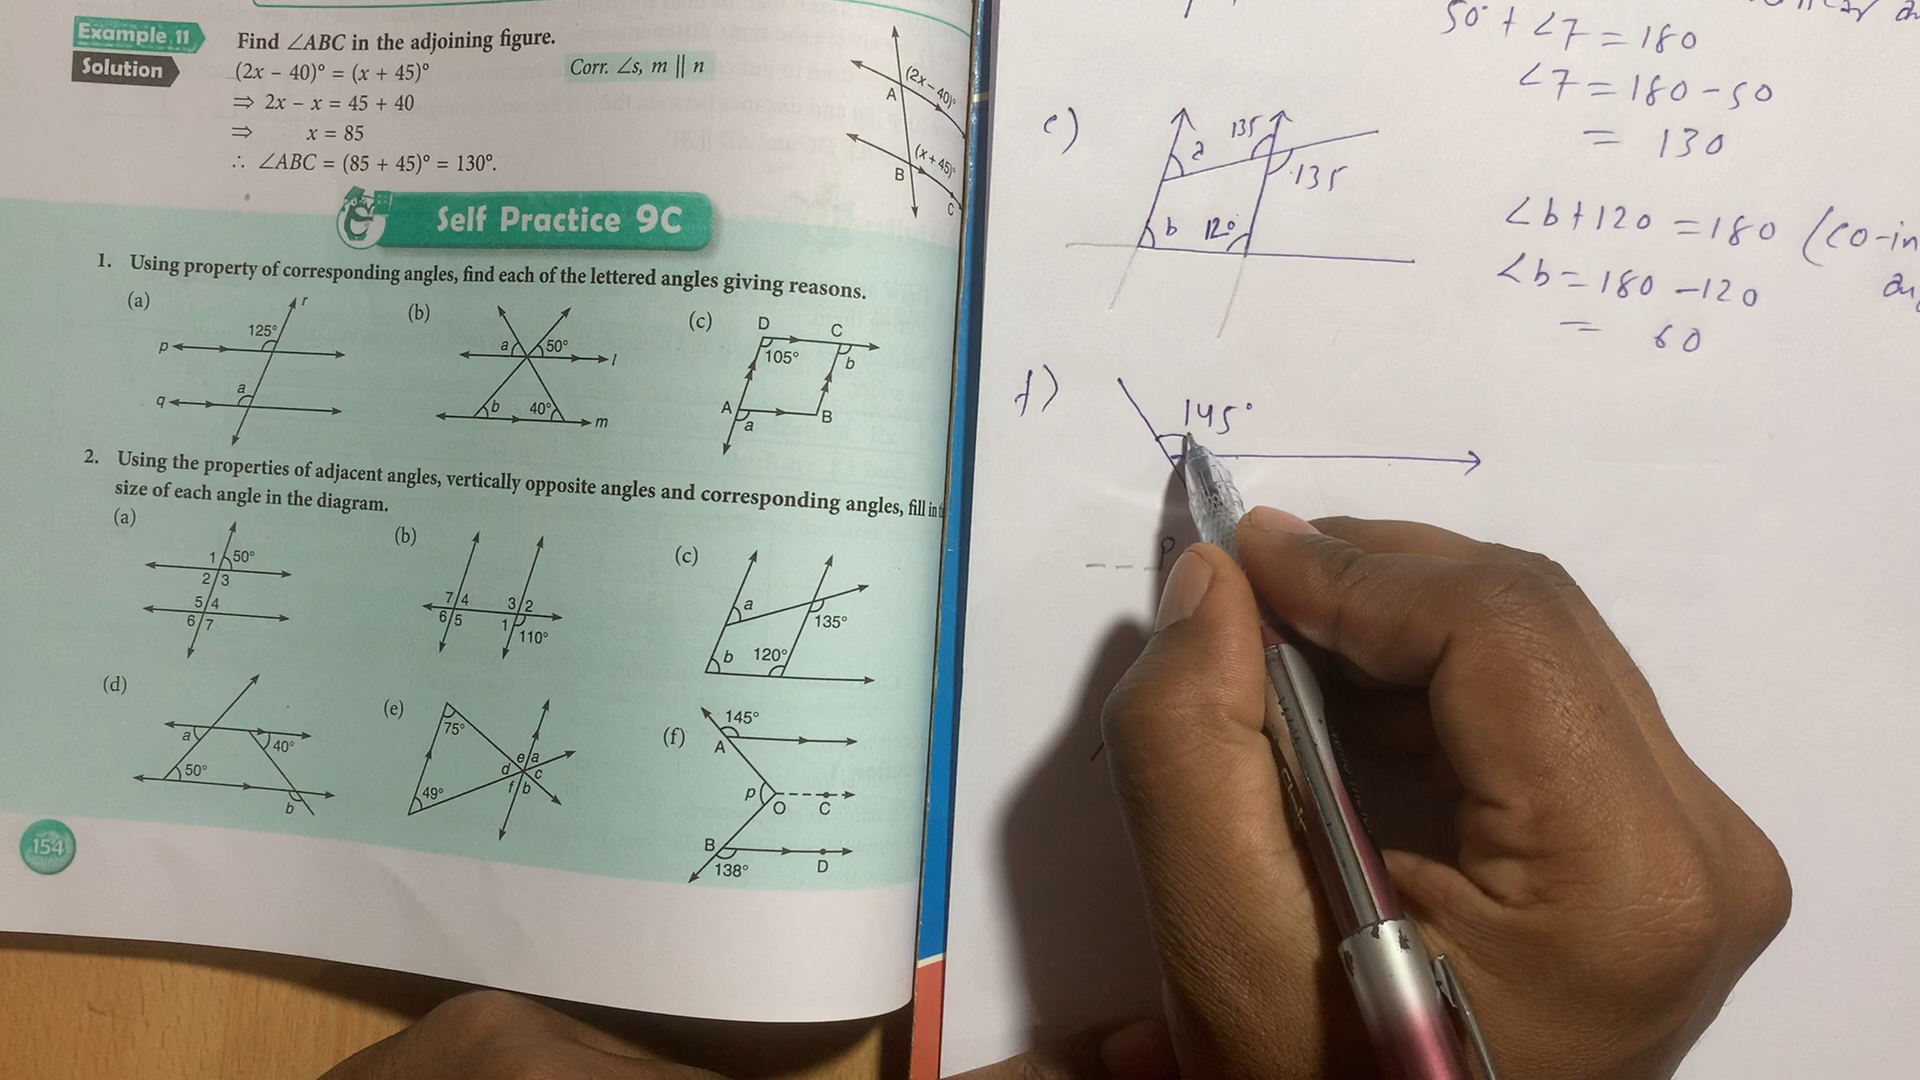 Example 11
Find ∠ABC in the adjoining figure.
Solution
(2x − 40)° = (x + 45)°
Corr. ∠s, m || n
⇒ 2x − x = 45 + 40
⇒ x = 85
∴ ∠ABC = (85 + 45)° = 130°.
A
(2x − 40)°
B
(x + 45)°
C
Self Practice 9C
1. Using property of corresponding angles, find each of the lettered angles giving reasons.
(a)
r
125°
p
a
q
(b)
a
50°
l
b
40°
m
(c)
D
C
105°
b
A
B
a
2. Using the properties of adjacent angles, vertically opposite angles and corresponding angles, fill in
size of each angle in the diagram.
(a)
1 50°
2 3
5 4
6 7
(b)
7 4
3 2
6 5
1
110°
(c)
a
135°
b
120°
(d)
a
40°
50°
b
(e)
75°
e a
d
c
f b
49°
(f)
145°
A
p
O
C
B
138°
D
154
50° + ∠7 = 180
∠7 = 180 − 50
= 130
c)
135
a
135
b
120
∠b + 120 = 180 (co-in
∠b = 180 − 120
= 60
f)
145°
P